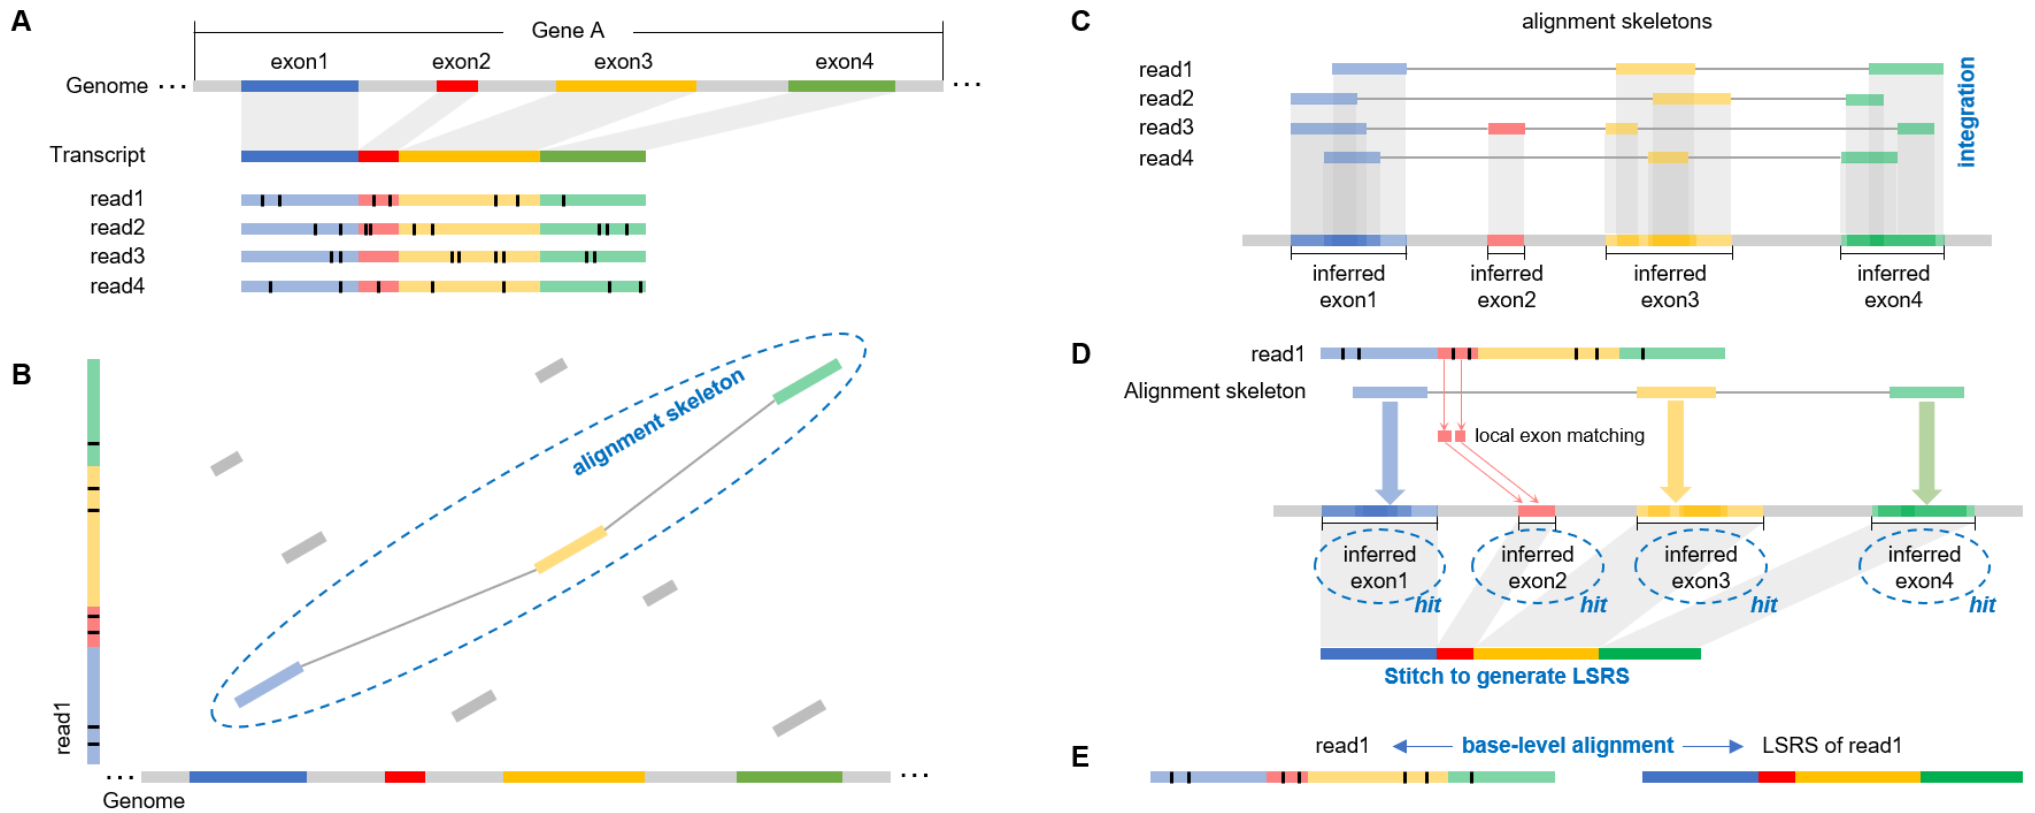 A
Gene A
exon1 exon2 exon3 exon4
Genome ··· ···
Transcript
read1
read2
read3
read4
B
alignment skeleton
read1
··· ···
Genome
C
alignment skeletons
read1
read2
read3
read4
integration
inferred exon1
inferred exon2
inferred exon3
inferred exon4
D
read1
Alignment skeleton
local exon matching
inferred exon1 hit
inferred exon2 hit
inferred exon3 hit
inferred exon4 hit
Stitch to generate LSRS
E
read1 base-level alignment LSRS of read1